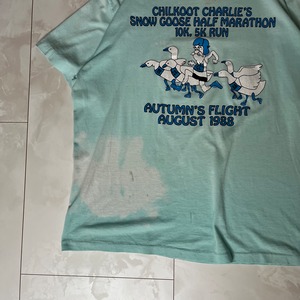 CHILKOOT CHARLIE'S
SNOW GOOSE HALF MARATHON
10K, 5K RUN
AUTUMN'S FLIGHT
AUGUST 1988